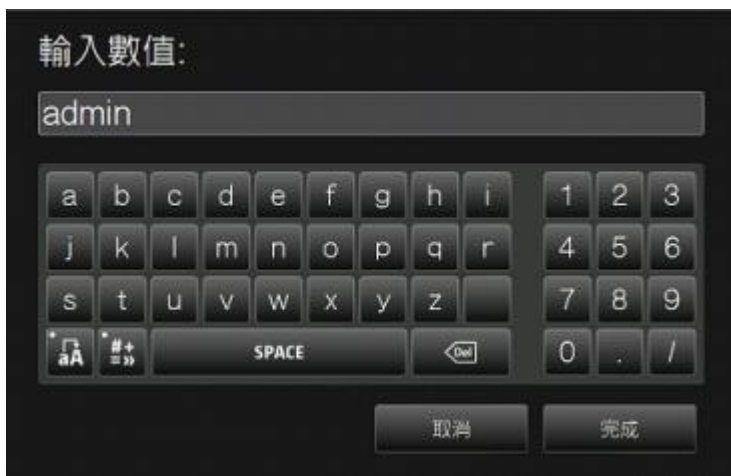 輸入數值:
admin
a b c d e f g h i 1 2 3
j k l m n o p q r 4 5 6
s t u v w x y z 7 8 9
aA #+=» SPACE Del 0 . /
取消 完成